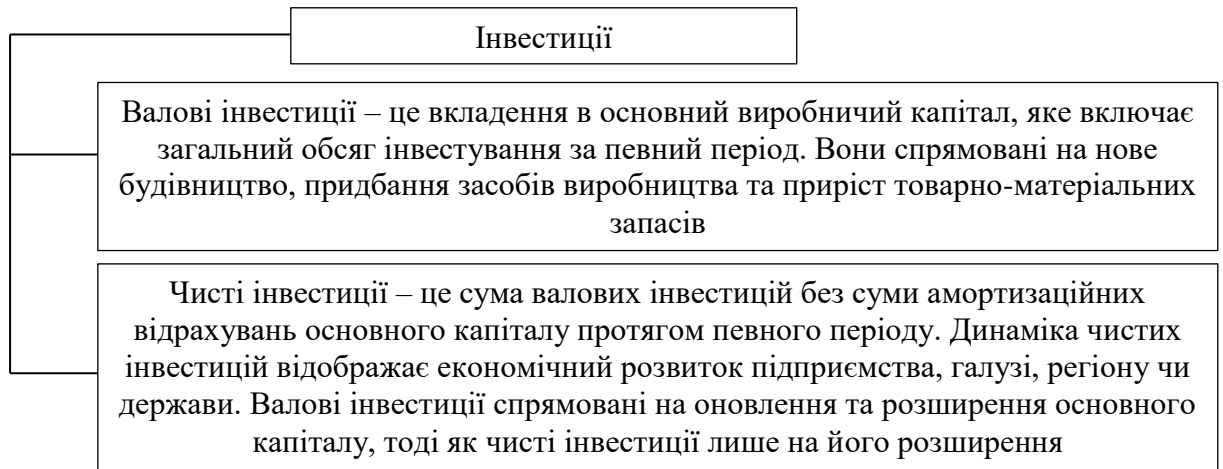 Інвестиції
Валові інвестиції – це вкладення в основний виробничий капітал, яке включає
загальний обсяг інвестування за певний період. Вони спрямовані на нове
будівництво, придбання засобів виробництва та приріст товарно-матеріальних
запасів
Чисті інвестиції – це сума валових інвестицій без суми амортизаційних
відрахувань основного капіталу протягом певного періоду. Динаміка чистих
інвестицій відображає економічний розвиток підприємства, галузі, регіону чи
держави. Валові інвестиції спрямовані на оновлення та розширення основного
капіталу, тоді як чисті інвестиції лише на його розширення